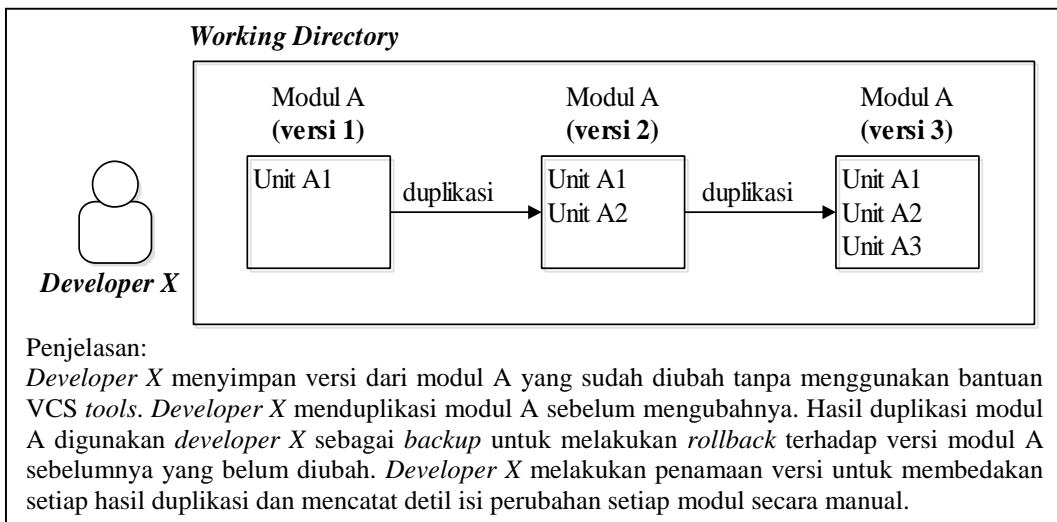 Working Directory
Modul A
(versi 1)
Modul A
(versi 2)
Modul A
(versi 3)
Unit A1
duplikasi
Unit A1
Unit A2
duplikasi
Unit A1
Unit A2
Unit A3
Developer X
Penjelasan:
Developer X menyimpan versi dari modul A yang sudah diubah tanpa menggunakan bantuan
VCS tools. Developer X menduplikasi modul A sebelum mengubahnya. Hasil duplikasi modul
A digunakan developer X sebagai backup untuk melakukan rollback terhadap versi modul A
sebelumnya yang belum diubah. Developer X melakukan penamaan versi untuk membedakan
setiap hasil duplikasi dan mencatat detil isi perubahan setiap modul secara manual.